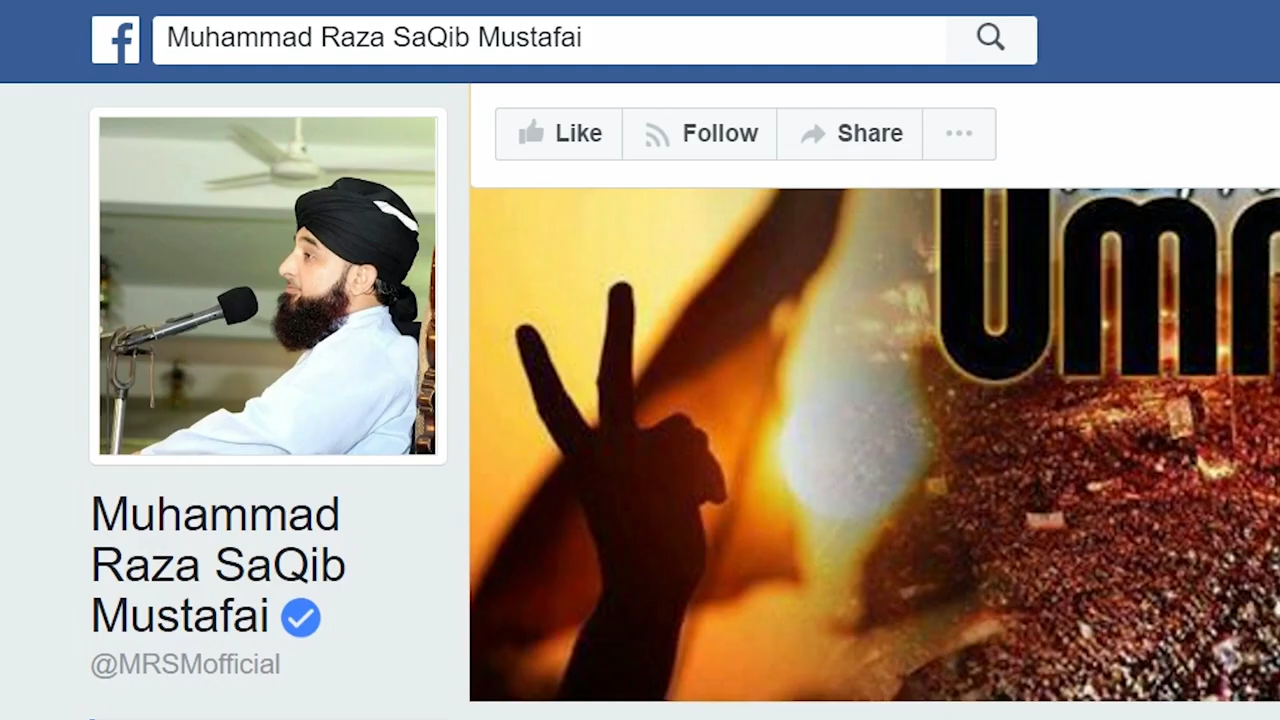 Muhammad Raza SaQib Mustafai
Like Follow Share
Muhammad
Raza SaQib
Mustafai
@MRSMofficial